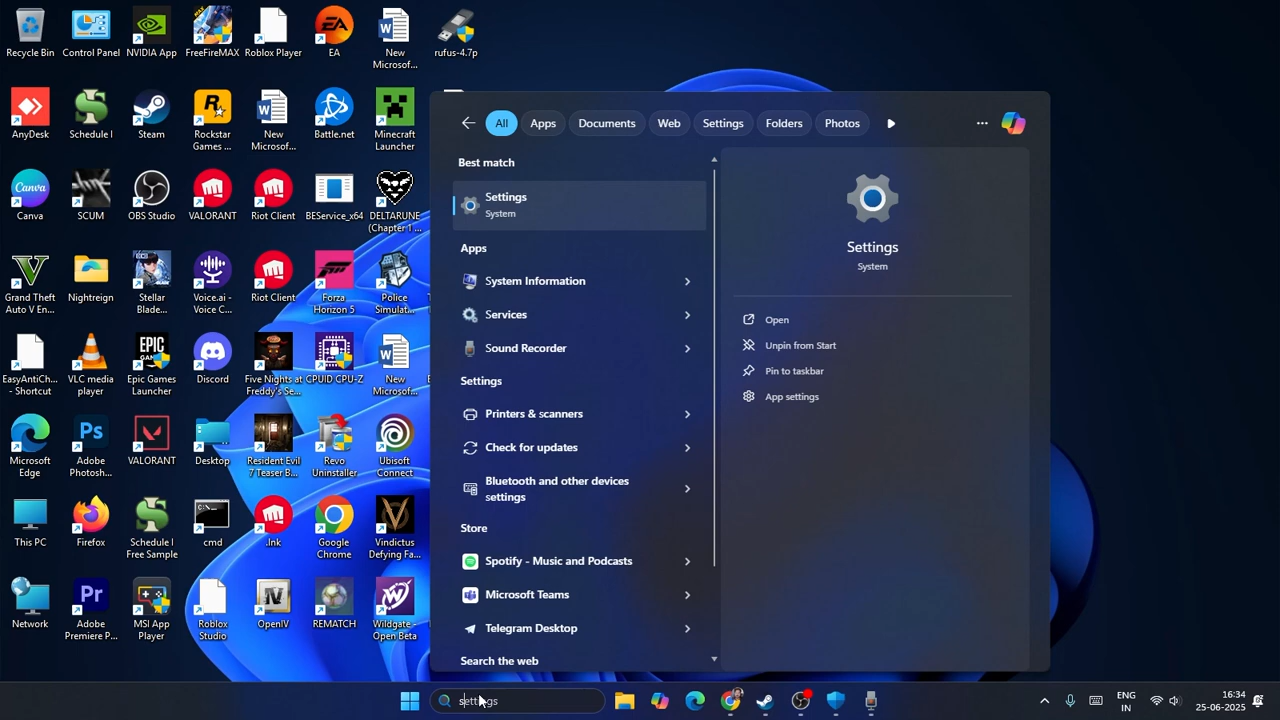 Recycle Bin
Control Panel
NVIDIA App
FreeFireMAX
Roblox Player
EA
New
Microsof...
rufus-4.7p
AnyDesk
Schedule I
Steam
Rockstar
Games ...
New
Microsof...
Battle.net
Minecraft
Launcher
Canva
SCUM
OBS Studio
VALORANT
Riot Client
BEService_x64
DELTARUNE
(Chapter 1 ...
Grand Theft
Auto V En...
Nightreign
Stellar
Blade...
Voice.ai -
Voice C...
Riot Client
Forza
Horizon 5
Police
Simulat...
EasyAntiCh...
- Shortcut
VLC media
player
Epic Games
Launcher
Discord
Five Nights at
Freddy's Se...
CPUID CPU-Z
New
Microsof...
Microsoft
Edge
Adobe
Photosh...
VALORANT
Desktop
Resident Evil
7 Teaser B...
Revo
Uninstaller
Ubisoft
Connect
This PC
Firefox
Schedule I
Free Sample
cmd
.lnk
Google
Chrome
Vindictus
Defying Fa...
Network
Adobe
Premiere P...
MSI App
Player
Roblox
Studio
OpenIV
REMATCH
Wildgate -
Open Beta
All
Apps
Documents
Web
Settings
Folders
Photos
Best match
Settings
System
Apps
System Information
Services
Sound Recorder
Settings
Printers & scanners
Check for updates
Bluetooth and other devices
settings
Store
Spotify - Music and Podcasts
Microsoft Teams
Telegram Desktop
Search the web
Settings
System
Open
Unpin from Start
Pin to taskbar
App settings
settings
ENG
IN
16:34
25-06-2025